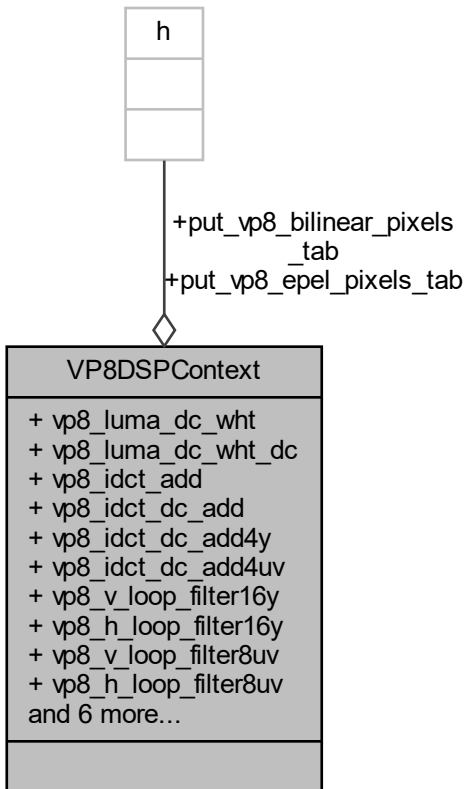 h
+put_vp8_bilinear_pixels
_tab
+put_vp8_epel_pixels_tab
VP8DSPContext
+ vp8_luma_dc_wht
+ vp8_luma_dc_wht_dc
+ vp8_idct_add
+ vp8_idct_dc_add
+ vp8_idct_dc_add4y
+ vp8_idct_dc_add4uv
+ vp8_v_loop_filter16y
+ vp8_h_loop_filter16y
+ vp8_v_loop_filter8uv
+ vp8_h_loop_filter8uv
and 6 more...